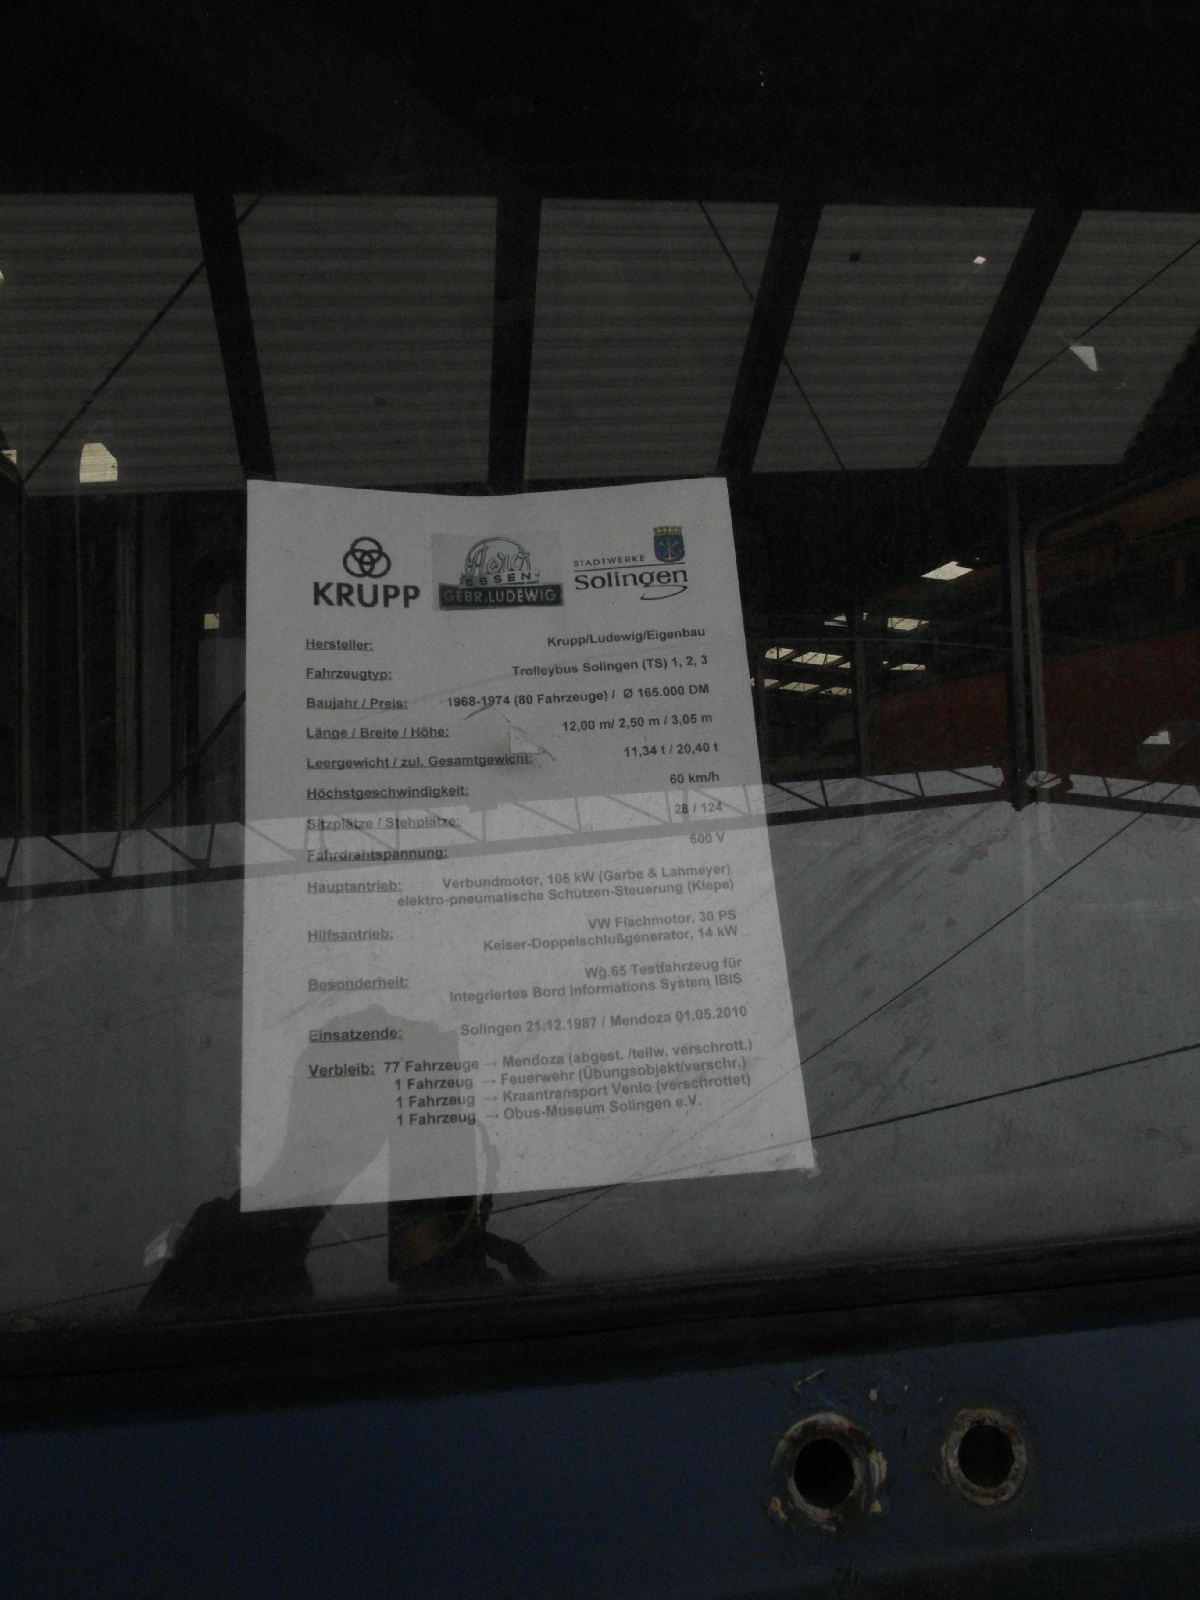 KRUPP
Aero
ESSEN
GEBR. LUDEWIG
STADTWERKE
Solingen
Hersteller: Krupp/Ludewig/Eigenbau
Fahrzeugtyp: Trolleybus Solingen (TS) 1, 2, 3
Baujahr / Preis: 1968-1974 (80 Fahrzeuge) / Ø 165.000 DM
Länge / Breite / Höhe: 12,00 m/ 2,50 m / 3,05 m
Leergewicht / zul. Gesamtgewicht: 11,34 t / 20,40 t
Höchstgeschwindigkeit: 60 km/h
Sitzplätze / Stehplätze: 28 / 124
Fahrdrahtspannung: 600 V
Hauptantrieb: Verbundmotor, 105 kW (Garbe & Lahmeyer)
elektro-pneumatische Schützen-Steuerung (Kiepe)
Hilfsantrieb: VW Flachmotor, 30 PS
Keiser-Doppelschlußgenerator, 14 kW
Besonderheit: Wg.65 Testfahrzeug für
Integriertes Bord Informations System IBIS
Einsatzende: Solingen 21.12.1987 / Mendoza 01.05.2010
Verbleib: 77 Fahrzeuge → Mendoza (abgest. /teilw. verschrott.)
1 Fahrzeug → Feuerwehr (Übungsobjekt/verschr.)
1 Fahrzeug → Kraantransport Venlo (verschrottet)
1 Fahrzeug → Obus-Museum Solingen e.V.